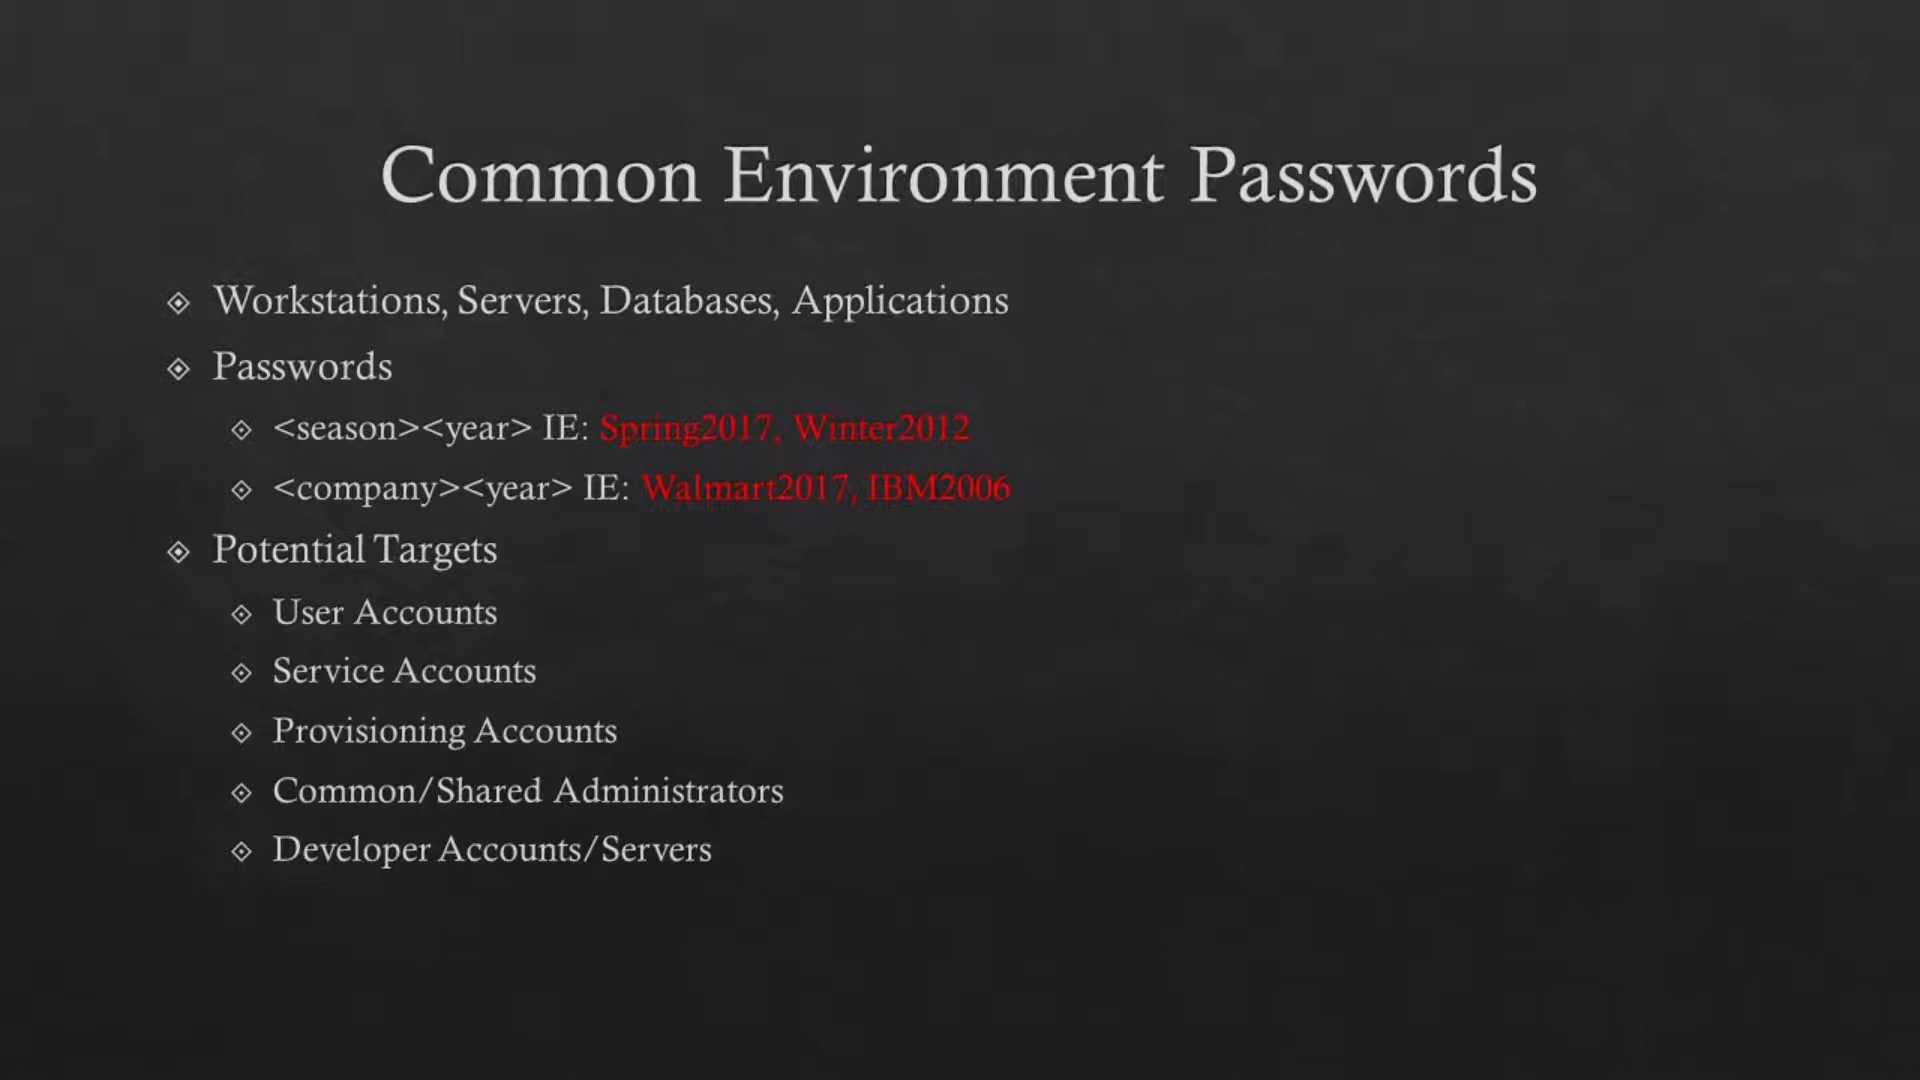 Common Environment Passwords
Workstations, Servers, Databases, Applications
Passwords
<season><year> IE: Spring2017, Winter2012
<company><year> IE: Walmart2017, IBM2006
Potential Targets
User Accounts
Service Accounts
Provisioning Accounts
Common/Shared Administrators
Developer Accounts/Servers